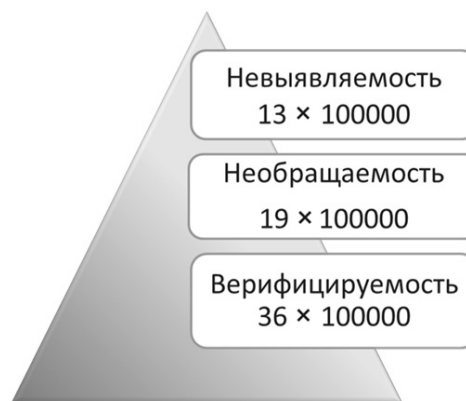 Невыявляемость
13 × 100000
Необращаемость
19 × 100000
Верифицируемость
36 × 100000